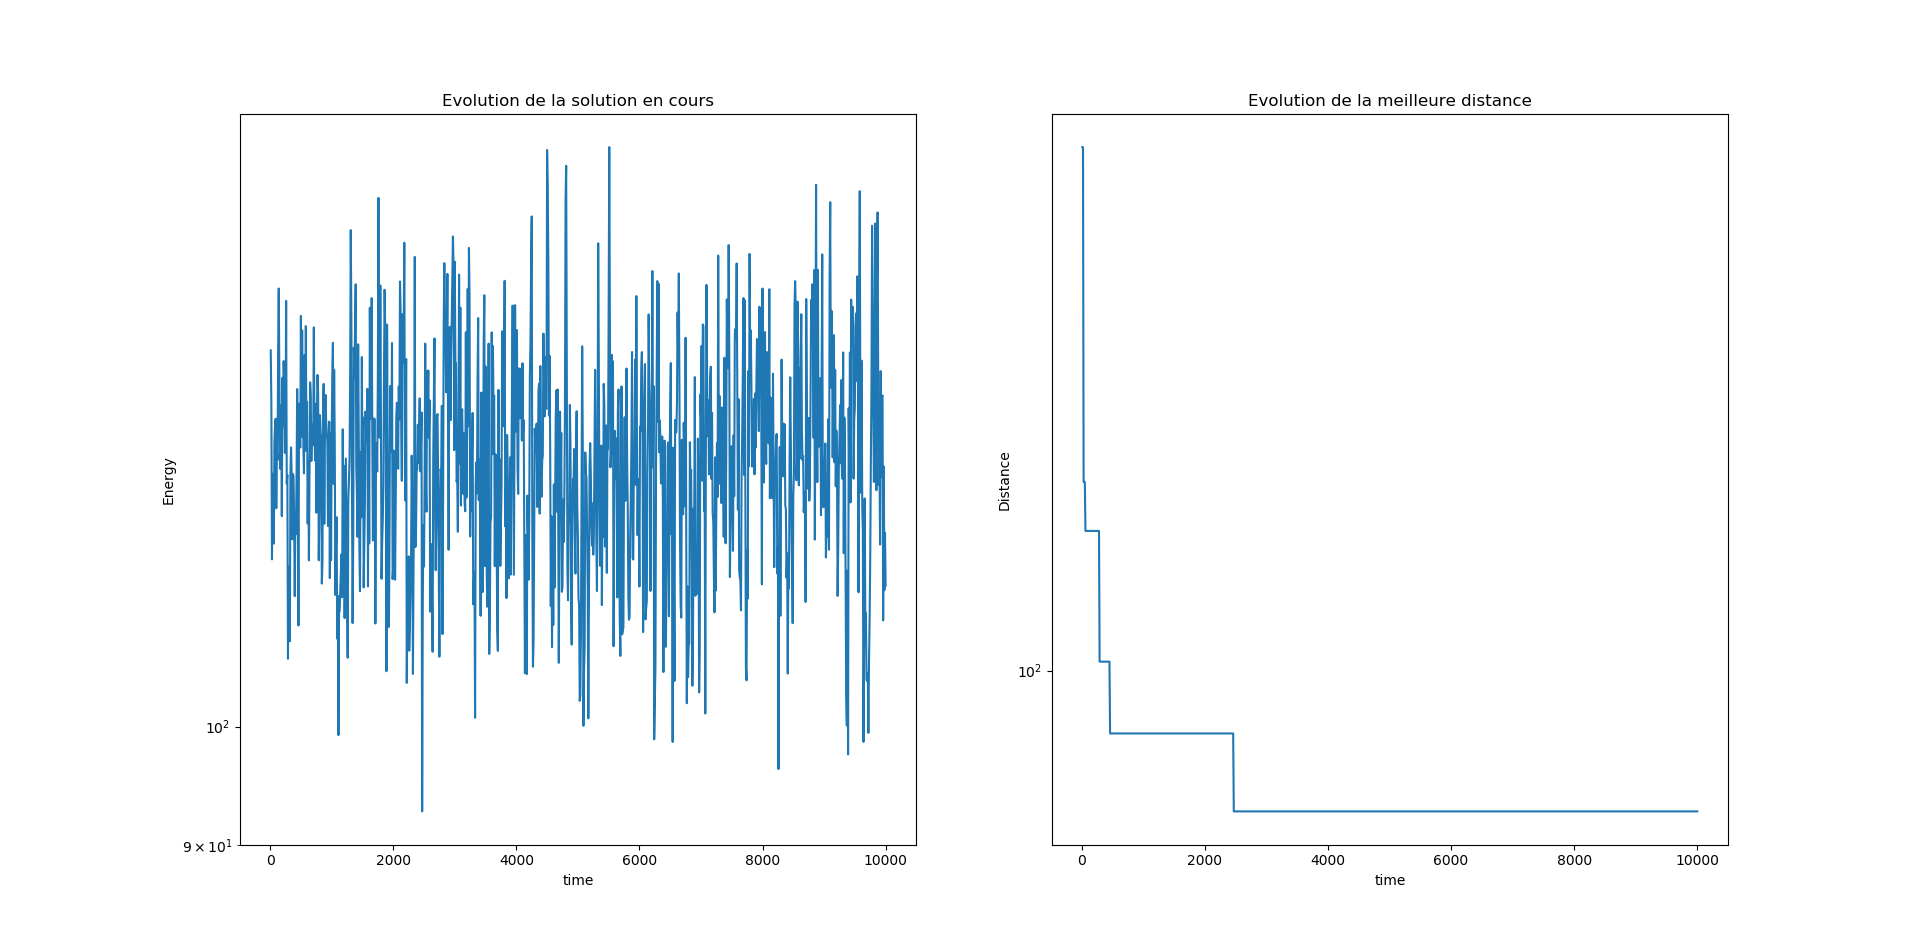 Evolution de la solution en cours
Energy
10²
9 × 10¹
0 2000 4000 6000 8000 10000
time
Evolution de la meilleure distance
Distance
10²
0 2000 4000 6000 8000 10000
time